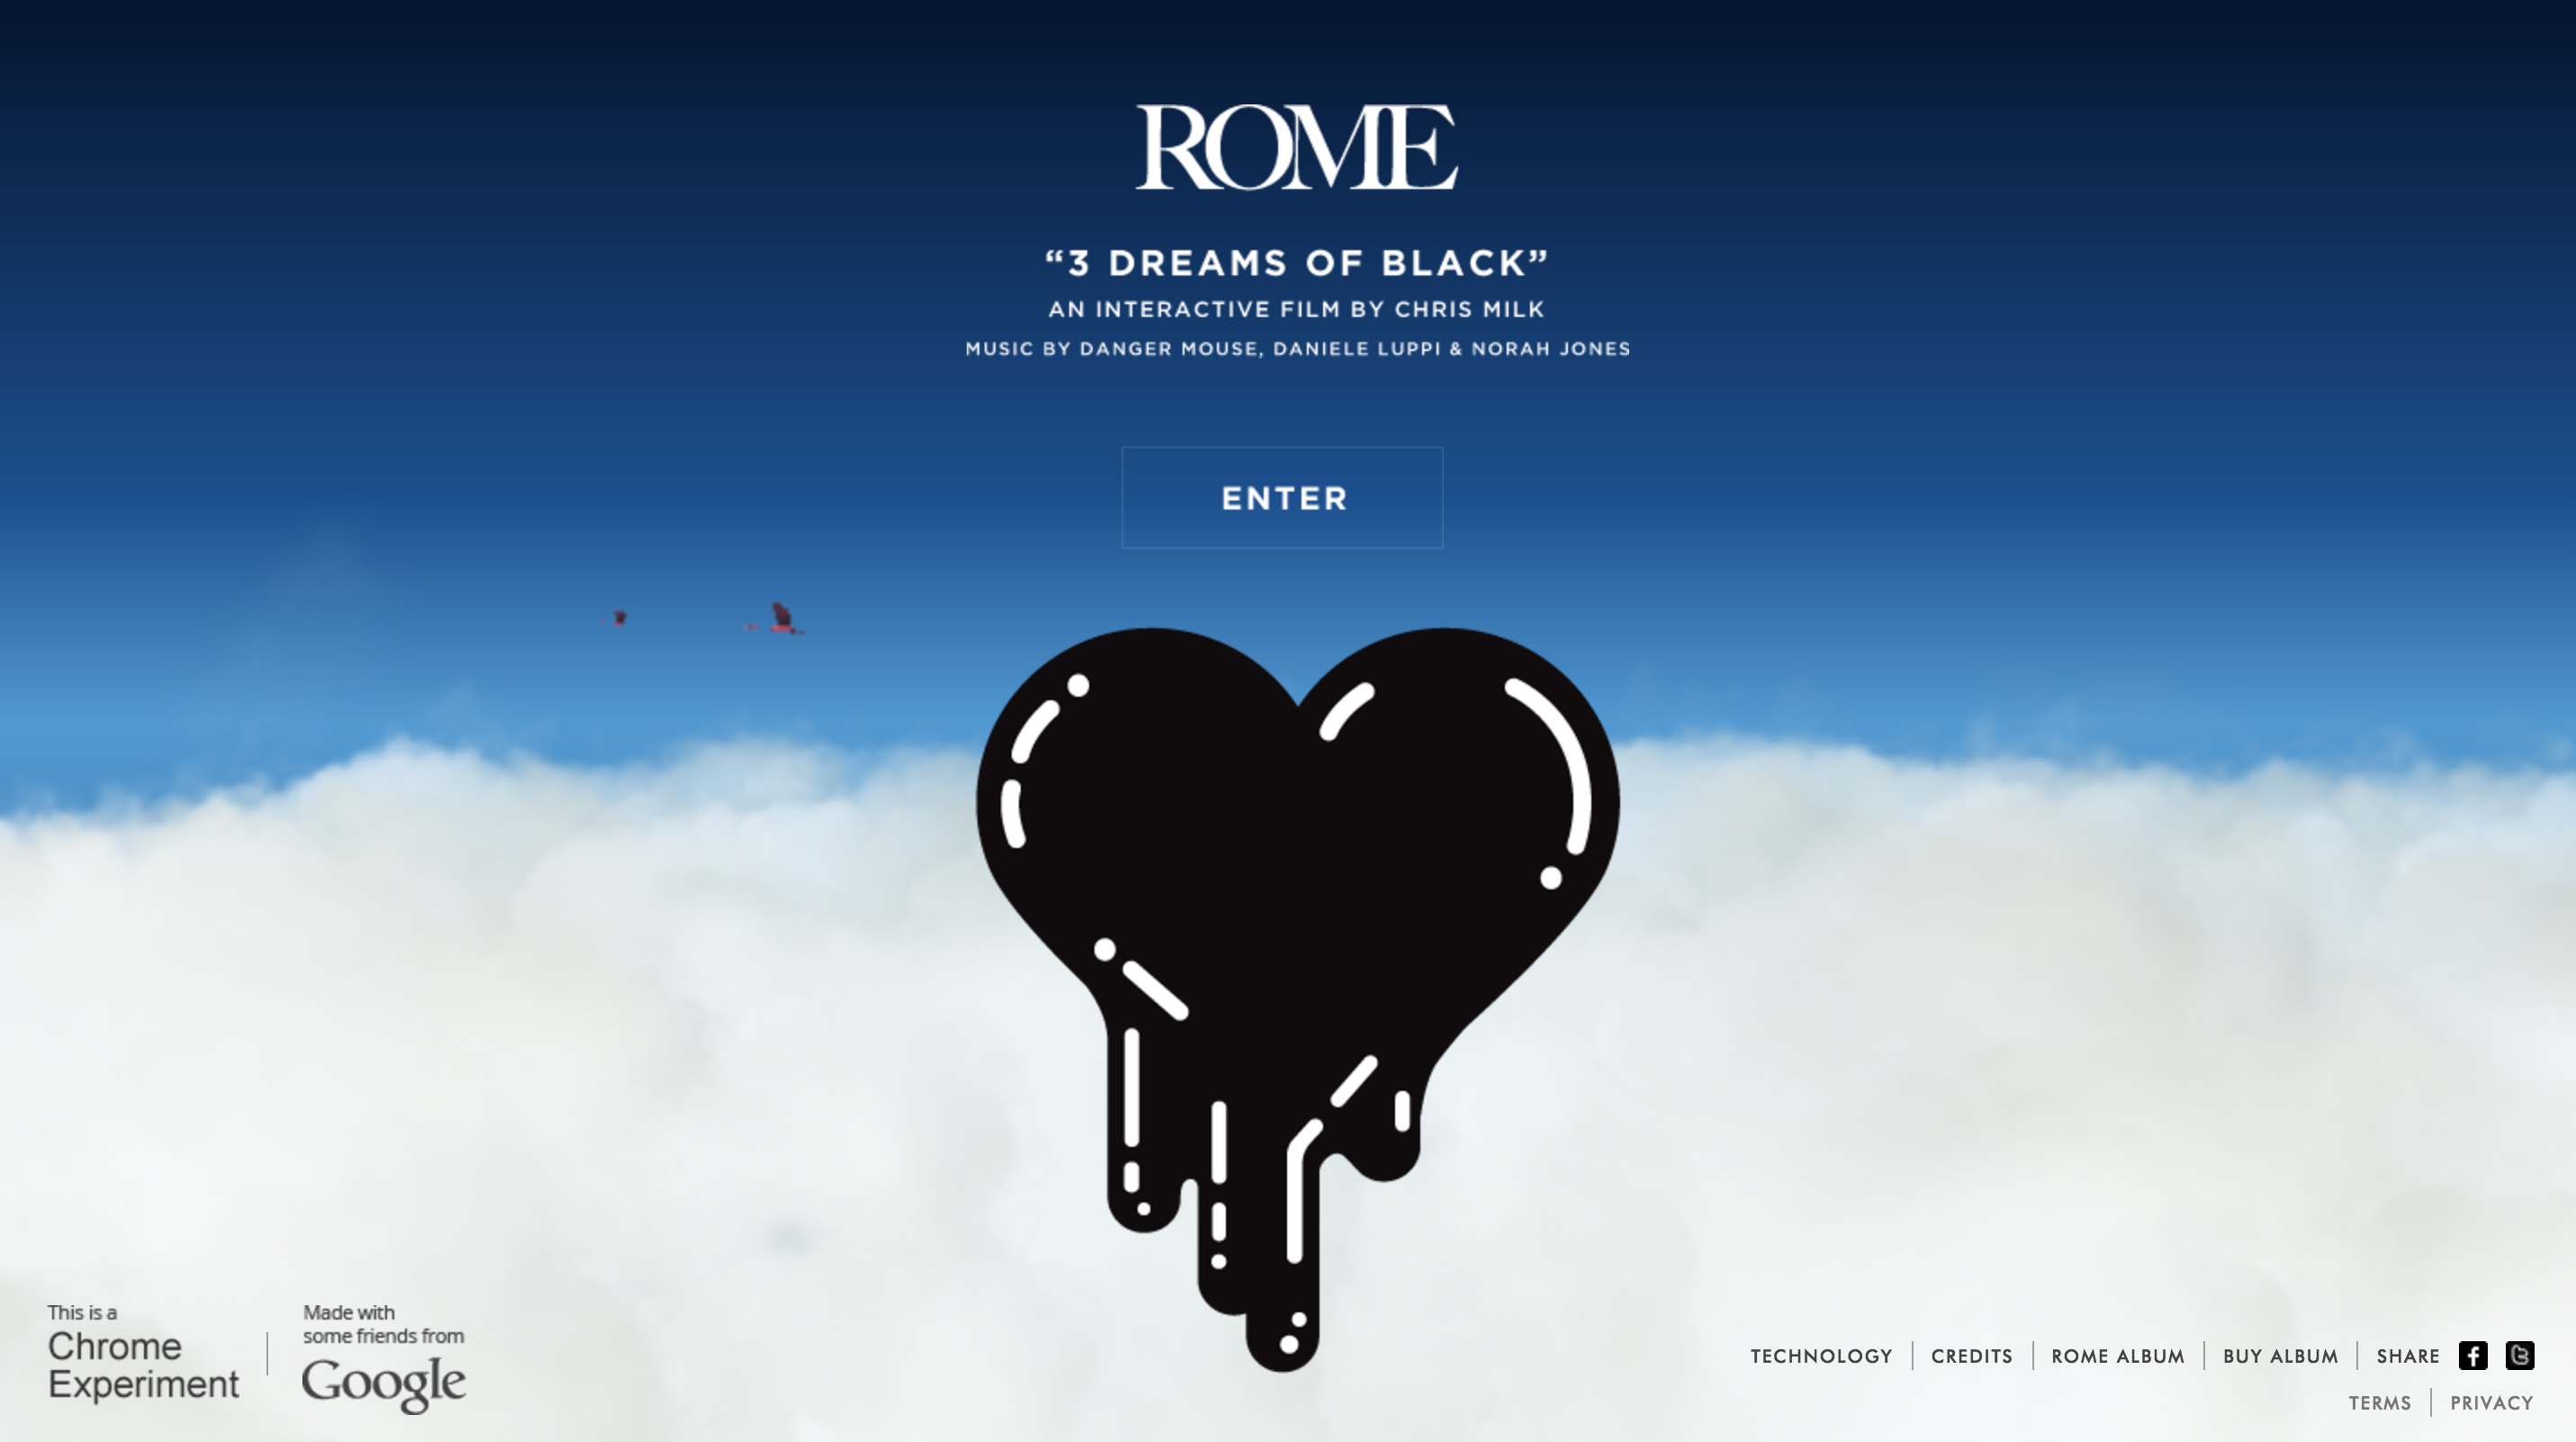 ROME
“3 DREAMS OF BLACK”
AN INTERACTIVE FILM BY CHRIS MILK
MUSIC BY DANGER MOUSE, DANIELE LUPPI & NORAH JONES
ENTER
This is a
Chrome
Experiment
Made with
some friends from
Google
TECHNOLOGY CREDITS ROME ALBUM BUY ALBUM SHARE
TERMS PRIVACY